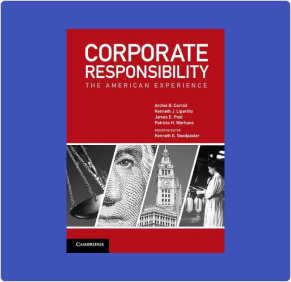 CORPORATE
RESPONSIBILITY
THE AMERICAN EXPERIENCE
Archie B. Carroll
Kenneth J. Lipartito
James E. Post
Patricia H. Werhane
EXECUTIVE EDITOR
Kenneth E. Goodpaster
CAMBRIDGE